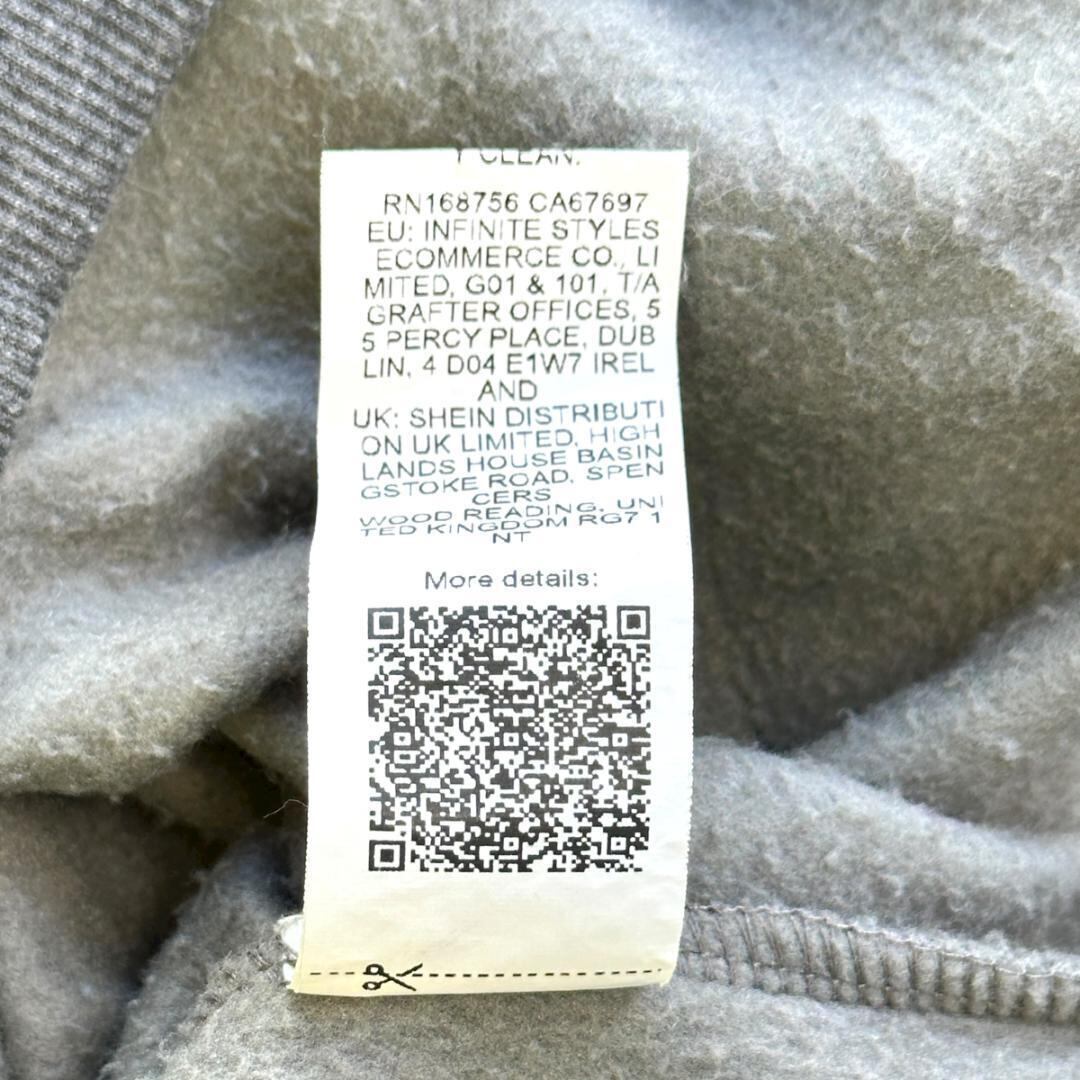 Y CLEAN.
RN168756 CA67697
EU: INFINITE STYLES
ECOMMERCE CO., LI
MITED, G01 & 101, T/A
GRAFTER OFFICES, 5
5 PERCY PLACE, DUB
LIN, 4 D04 E1W7 IREL
AND
UK: SHEIN DISTRIBUTI
ON UK LIMITED, HIGH
LANDS HOUSE BASIN
GSTOKE ROAD, SPEN
CERS
WOOD READING, UNI
TED KINGDOM RG7 1
NT
More details: